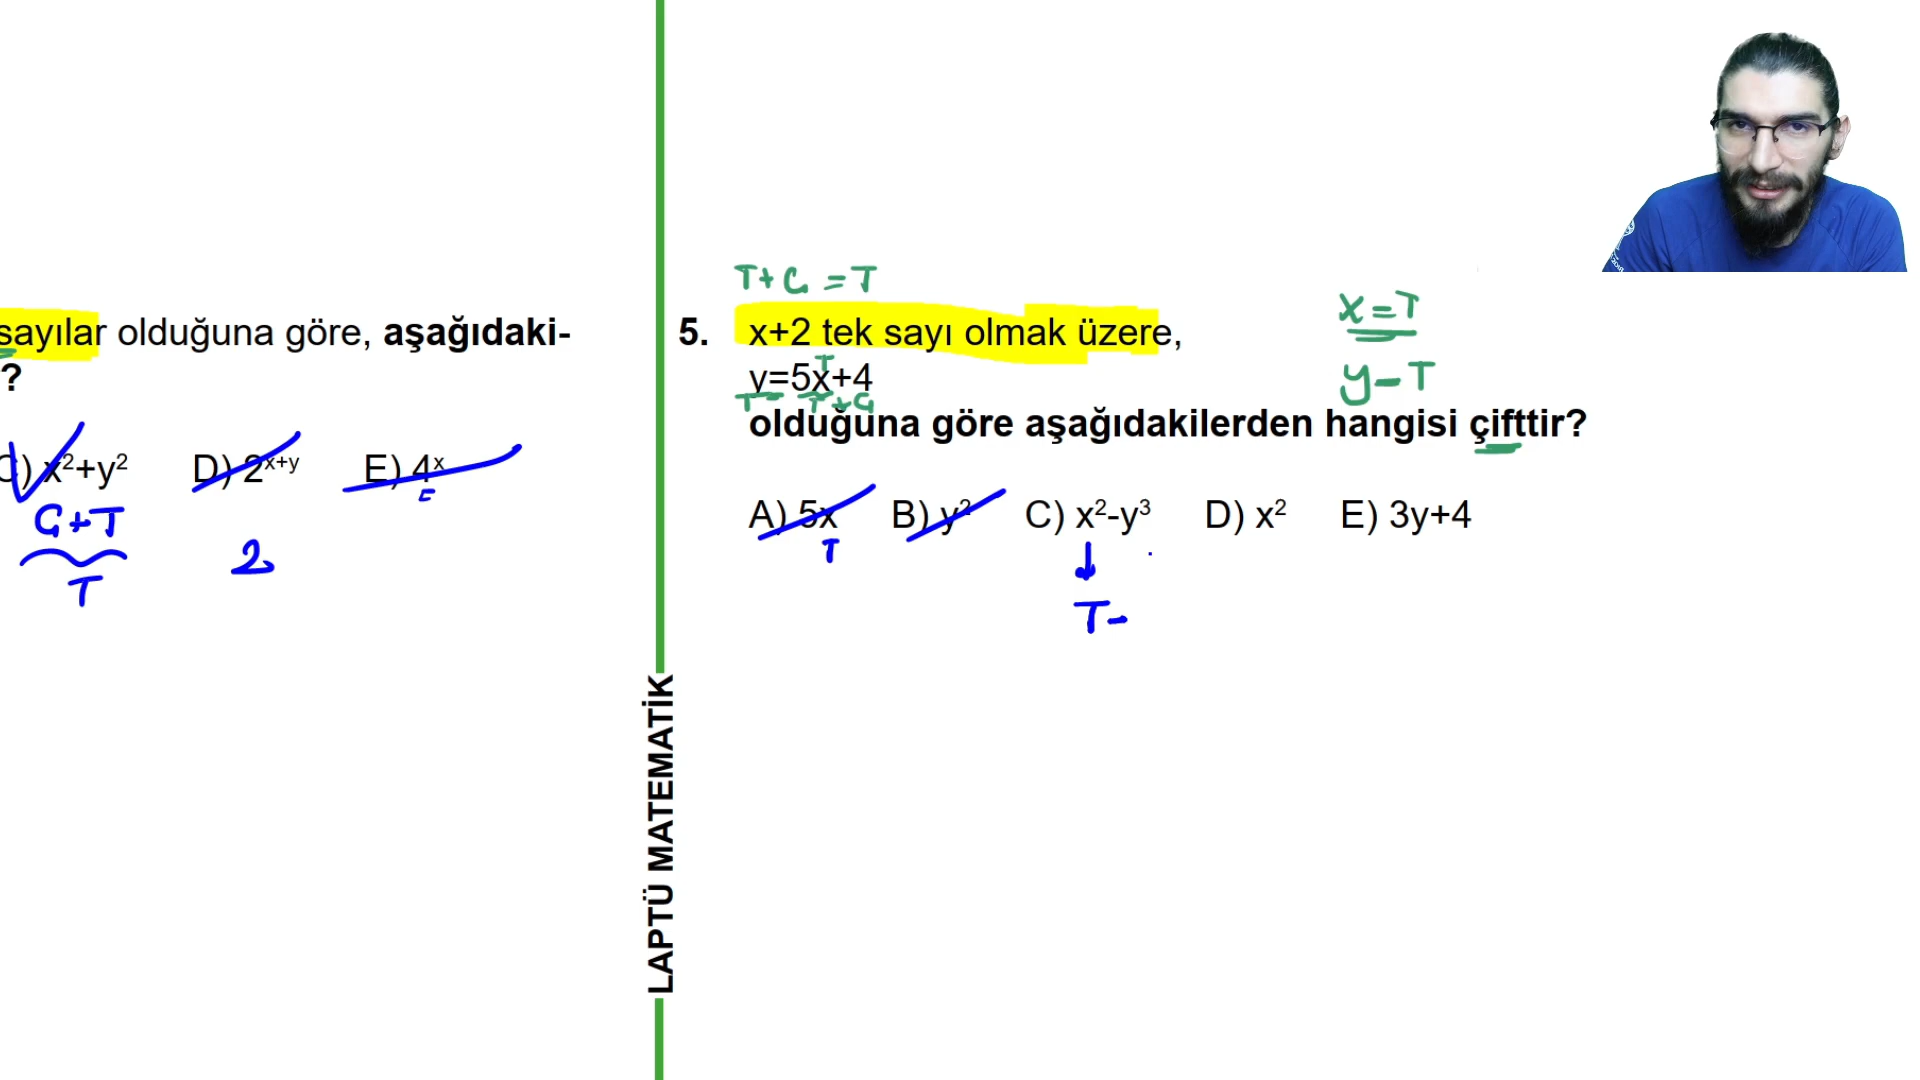 sayılar olduğuna göre, aşağıdaki-
?
C) x²+y² D) 2ˣ⁺ʸ E) 4ˣ
Ç+T
T
2
LAPTÜ MATEMATİK
T+Ç=T
5. x+2 tek sayı olmak üzere,
x=T
T
y=5x+4
y-T
T= T+Ç
olduğuna göre aşağıdakilerden hangisi çifttir?
A) 5x B) y² C) x²-y³ D) x² E) 3y+4
T
T-